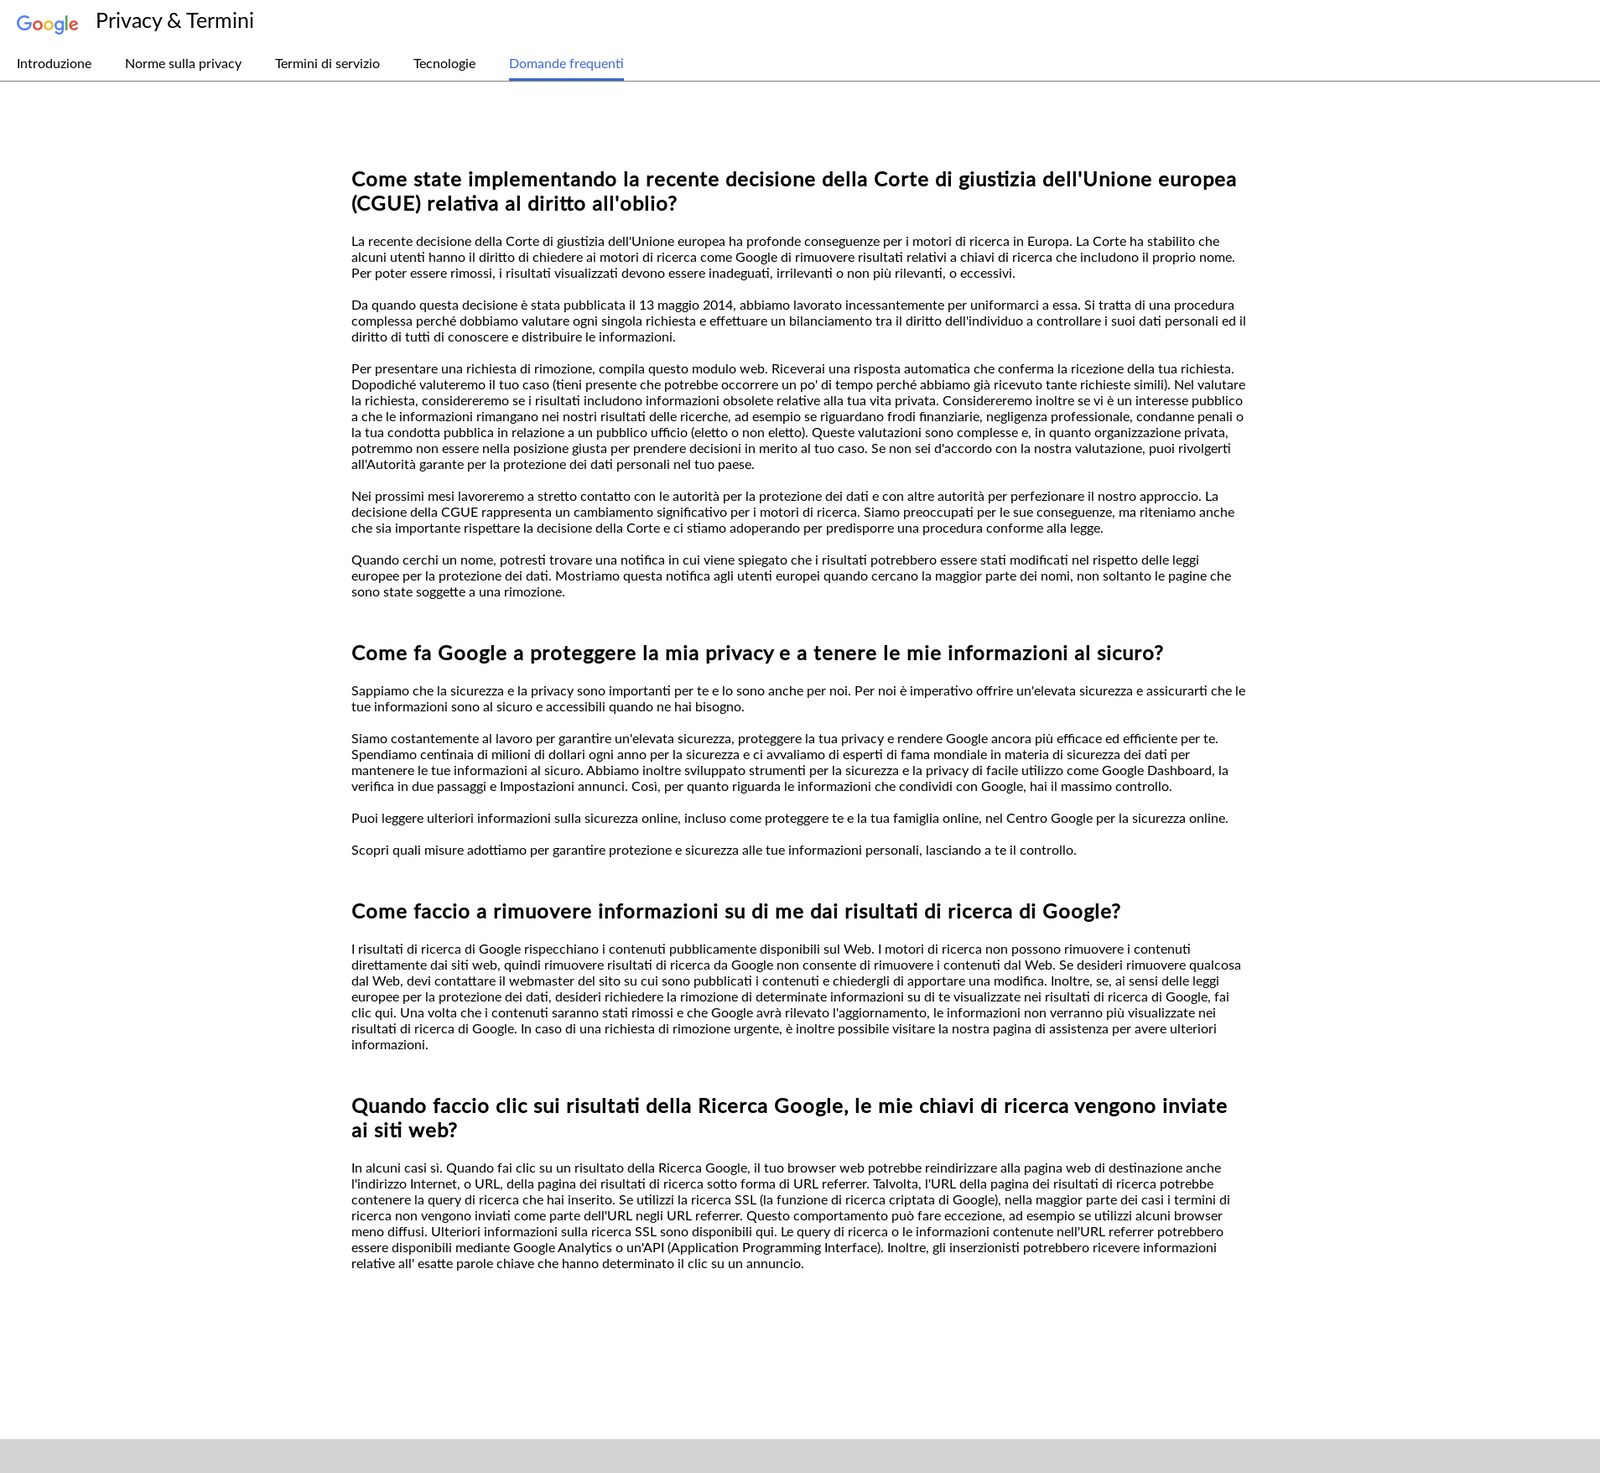 Google Privacy & Termini
Introduzione Norme sulla privacy Termini di servizio Tecnologie Domande frequenti
Come state implementando la recente decisione della Corte di giustizia dell'Unione europea
(CGUE) relativa al diritto all'oblio?
La recente decisione della Corte di giustizia dell'Unione europea ha profonde conseguenze per i motori di ricerca in Europa. La Corte ha stabilito che
alcuni utenti hanno il diritto di chiedere ai motori di ricerca come Google di rimuovere risultati relativi a chiavi di ricerca che includono il proprio nome.
Per poter essere rimossi, i risultati visualizzati devono essere inadeguati, irrilevanti o non più rilevanti, o eccessivi.
Da quando questa decisione è stata pubblicata il 13 maggio 2014, abbiamo lavorato incessantemente per uniformarci a essa. Si tratta di una procedura
complessa perché dobbiamo valutare ogni singola richiesta e effettuare un bilanciamento tra il diritto dell'individuo a controllare i suoi dati personali ed il
diritto di tutti di conoscere e distribuire le informazioni.
Per presentare una richiesta di rimozione, compila questo modulo web. Riceverai una risposta automatica che conferma la ricezione della tua richiesta.
Dopodiché valuteremo il tuo caso (tieni presente che potrebbe occorrere un po' di tempo perché abbiamo già ricevuto tante richieste simili). Nel valutare
la richiesta, considereremo se i risultati includono informazioni obsolete relative alla tua vita privata. Considereremo inoltre se vi è un interesse pubblico
a che le informazioni rimangano nei nostri risultati delle ricerche, ad esempio se riguardano frodi finanziarie, negligenza professionale, condanne penali o
la tua condotta pubblica in relazione a un pubblico ufficio (eletto o non eletto). Queste valutazioni sono complesse e, in quanto organizzazione privata,
potremmo non essere nella posizione giusta per prendere decisioni in merito al tuo caso. Se non sei d'accordo con la nostra valutazione, puoi rivolgerti
all'Autorità garante per la protezione dei dati personali nel tuo paese.
Nei prossimi mesi lavoreremo a stretto contatto con le autorità per la protezione dei dati e con altre autorità per perfezionare il nostro approccio. La
decisione della CGUE rappresenta un cambiamento significativo per i motori di ricerca. Siamo preoccupati per le sue conseguenze, ma riteniamo anche
che sia importante rispettare la decisione della Corte e ci stiamo adoperando per predisporre una procedura conforme alla legge.
Quando cerchi un nome, potresti trovare una notifica in cui viene spiegato che i risultati potrebbero essere stati modificati nel rispetto delle leggi
europee per la protezione dei dati. Mostriamo questa notifica agli utenti europei quando cercano la maggior parte dei nomi, non soltanto le pagine che
sono state soggette a una rimozione.
Come fa Google a proteggere la mia privacy e a tenere le mie informazioni al sicuro?
Sappiamo che la sicurezza e la privacy sono importanti per te e lo sono anche per noi. Per noi è imperativo offrire un'elevata sicurezza e assicurarti che le
tue informazioni sono al sicuro e accessibili quando ne hai bisogno.
Siamo costantemente al lavoro per garantire un'elevata sicurezza, proteggere la tua privacy e rendere Google ancora più efficace ed efficiente per te.
Spendiamo centinaia di milioni di dollari ogni anno per la sicurezza e ci avvaliamo di esperti di fama mondiale in materia di sicurezza dei dati per
mantenere le tue informazioni al sicuro. Abbiamo inoltre sviluppato strumenti per la sicurezza e la privacy di facile utilizzo come Google Dashboard, la
verifica in due passaggi e Impostazioni annunci. Così, per quanto riguarda le informazioni che condividi con Google, hai il massimo controllo.
Puoi leggere ulteriori informazioni sulla sicurezza online, incluso come proteggere te e la tua famiglia online, nel Centro Google per la sicurezza online.
Scopri quali misure adottiamo per garantire protezione e sicurezza alle tue informazioni personali, lasciando a te il controllo.
Come faccio a rimuovere informazioni su di me dai risultati di ricerca di Google?
I risultati di ricerca di Google rispecchiano i contenuti pubblicamente disponibili sul Web. I motori di ricerca non possono rimuovere i contenuti
direttamente dai siti web, quindi rimuovere risultati di ricerca da Google non consente di rimuovere i contenuti dal Web. Se desideri rimuovere qualcosa
dal Web, devi contattare il webmaster del sito su cui sono pubblicati i contenuti e chiedergli di apportare una modifica. Inoltre, se, ai sensi delle leggi
europee per la protezione dei dati, desideri richiedere la rimozione di determinate informazioni su di te visualizzate nei risultati di ricerca di Google, fai
clic qui. Una volta che i contenuti saranno stati rimossi e che Google avrà rilevato l'aggiornamento, le informazioni non verranno più visualizzate nei
risultati di ricerca di Google. In caso di una richiesta di rimozione urgente, è inoltre possibile visitare la nostra pagina di assistenza per avere ulteriori
informazioni.
Quando faccio clic sui risultati della Ricerca Google, le mie chiavi di ricerca vengono inviate
ai siti web?
In alcuni casi sì. Quando fai clic su un risultato della Ricerca Google, il tuo browser web potrebbe reindirizzare alla pagina web di destinazione anche
l'indirizzo Internet, o URL, della pagina dei risultati di ricerca sotto forma di URL referrer. Talvolta, l'URL della pagina dei risultati di ricerca potrebbe
contenere la query di ricerca che hai inserito. Se utilizzi la ricerca SSL (la funzione di ricerca criptata di Google), nella maggior parte dei casi i termini di
ricerca non vengono inviati come parte dell'URL negli URL referrer. Questo comportamento può fare eccezione, ad esempio se utilizzi alcuni browser
meno diffusi. Ulteriori informazioni sulla ricerca SSL sono disponibili qui. Le query di ricerca o le informazioni contenute nell'URL referrer potrebbero
essere disponibili mediante Google Analytics o un'API (Application Programming Interface). Inoltre, gli inserzionisti potrebbero ricevere informazioni
relative all' esatte parole chiave che hanno determinato il clic su un annuncio.